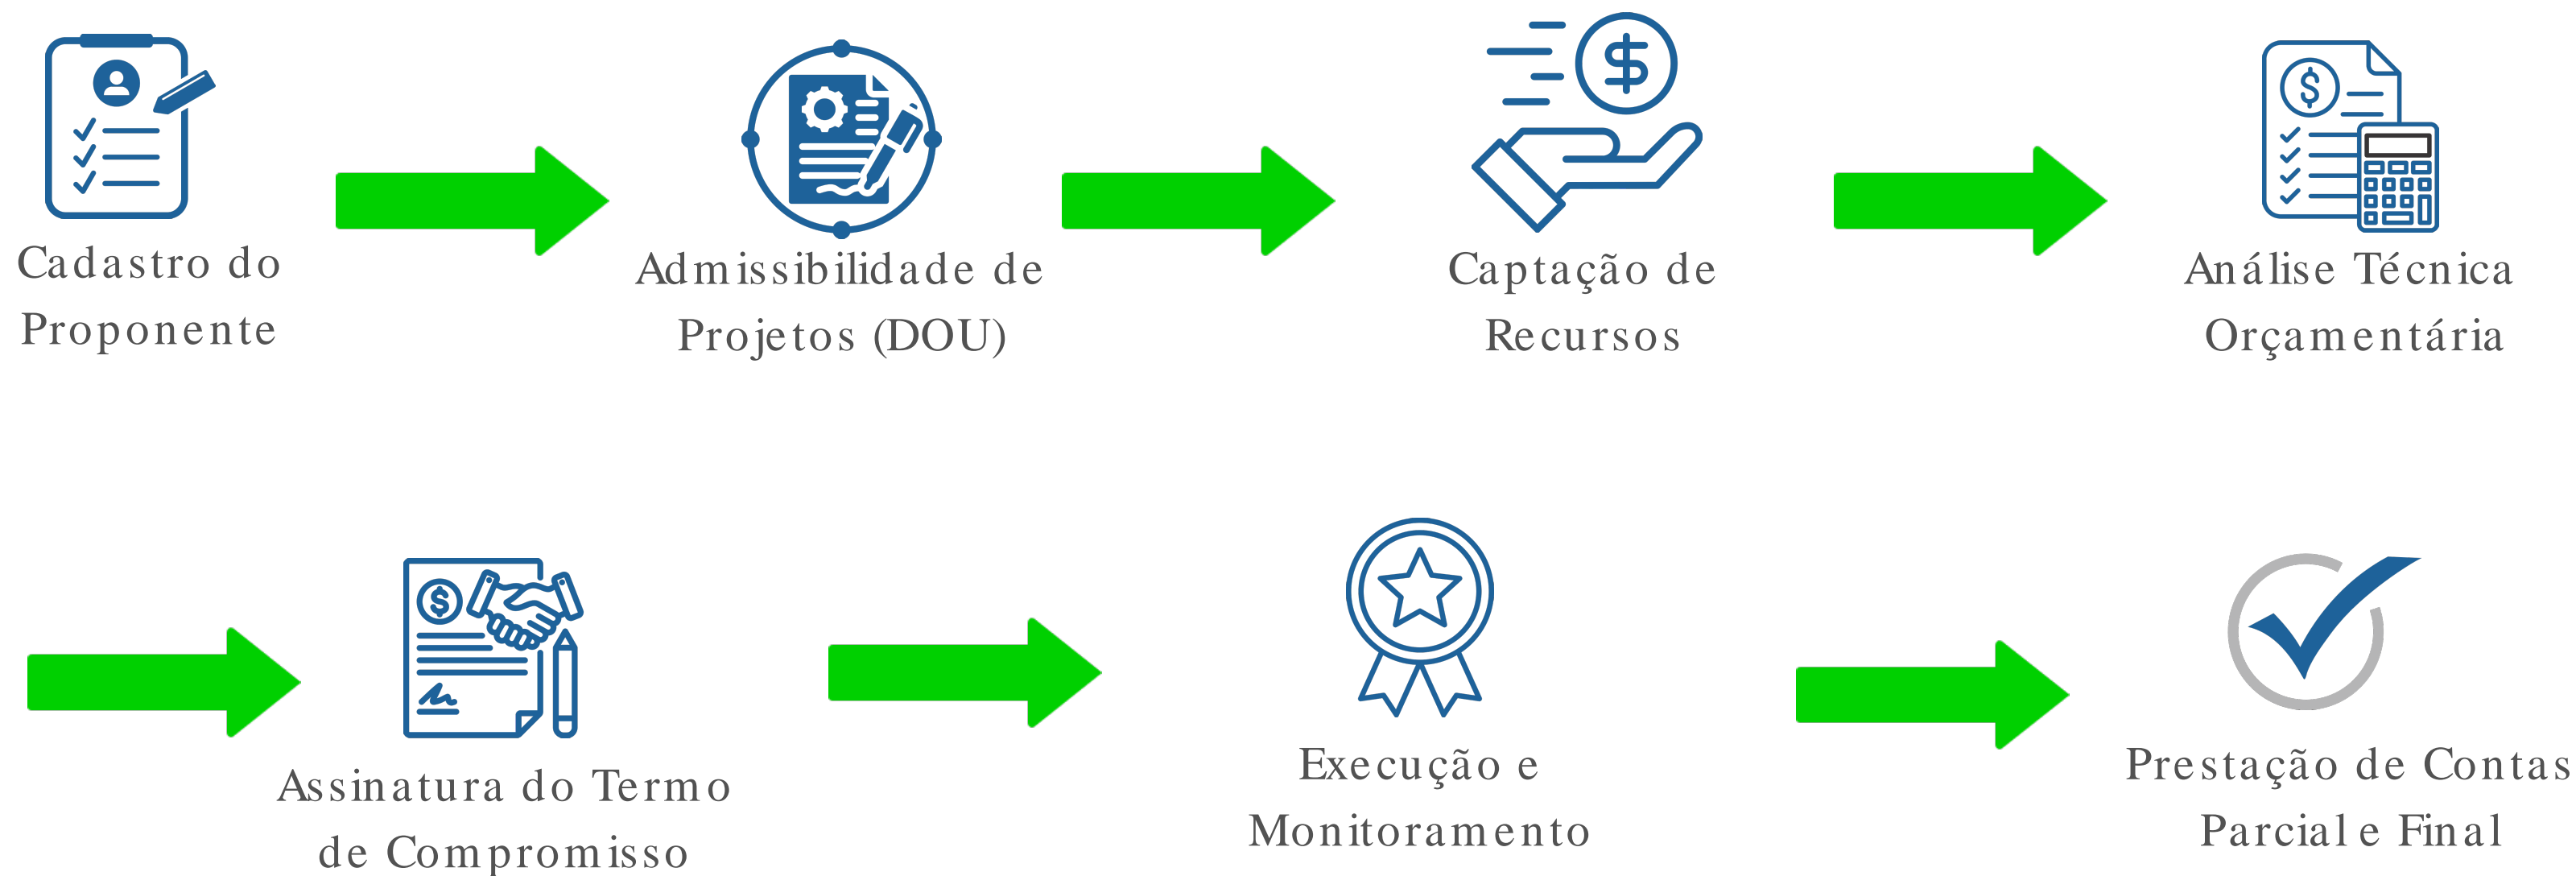 Cadastro do
Proponente
Admissibilidade de
Projetos (DOU)
Captação de
Recursos
Análise Técnica
Orçamentária
Assinatura do Termo
de Compromisso
Execução e
Monitoramento
Prestação de Contas
Parcial e Final